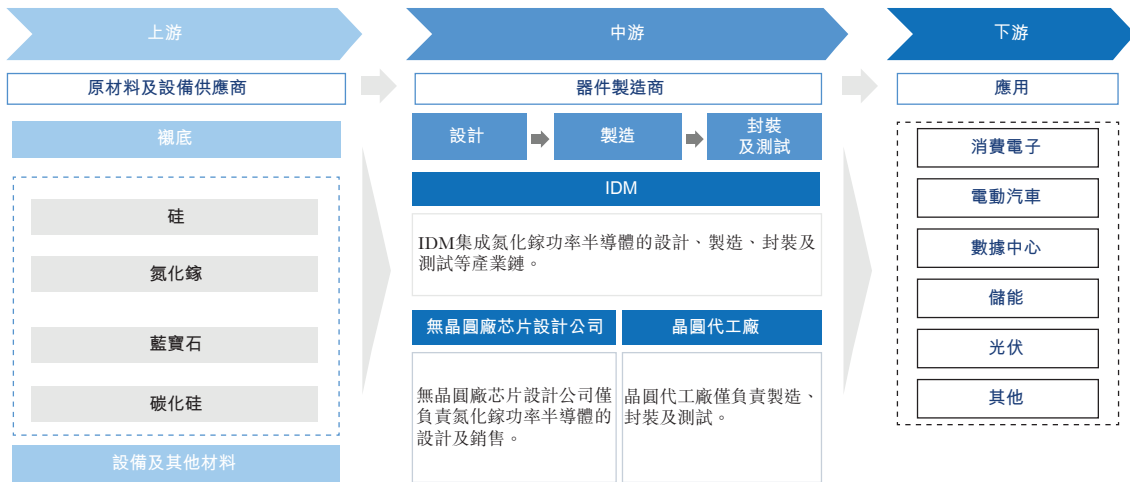 上游
中游
下游
原材料及設備供應商
器件製造商
應用
襯底
硅
氮化鎵
藍寶石
碳化硅
設備及其他材料
設計
製造
封裝
及測試
IDM
IDM集成氮化鎵功率半導體的設計、製造、封裝及
測試等產業鏈。
無晶圓廠芯片設計公司
無晶圓廠芯片設計公司僅
負責氮化鎵功率半導體的
設計及銷售。
晶圓代工廠
晶圓代工廠僅負責製造、
封裝及測試。
消費電子
電動汽車
數據中心
儲能
光伏
其他